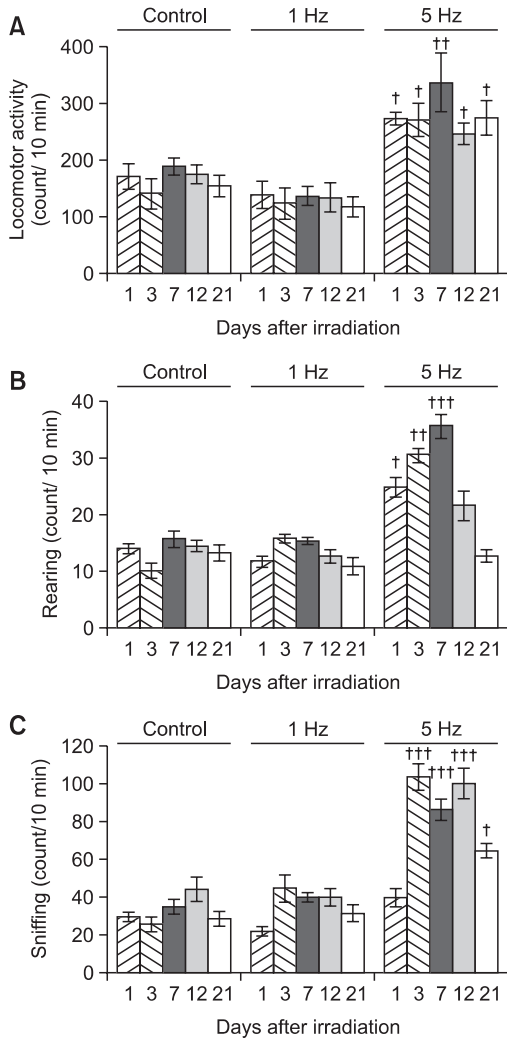 A
Control 1 Hz 5 Hz
Locomotor activity
(count/ 10 min)
400
300
200
100
0
† † †† † †
1 3 7 12 21 1 3 7 12 21 1 3 7 12 21
Days after irradiation
B
Control 1 Hz 5 Hz
Rearing (count/ 10 min)
40
30
20
10
0
† †† †††
1 3 7 12 21 1 3 7 12 21 1 3 7 12 21
Days after irradiation
C
Control 1 Hz 5 Hz
Sniffing (count/10 min)
120
100
80
60
40
20
0
††† ††† ††† †
1 3 7 12 21 1 3 7 12 21 1 3 7 12 21
Days after irradiation